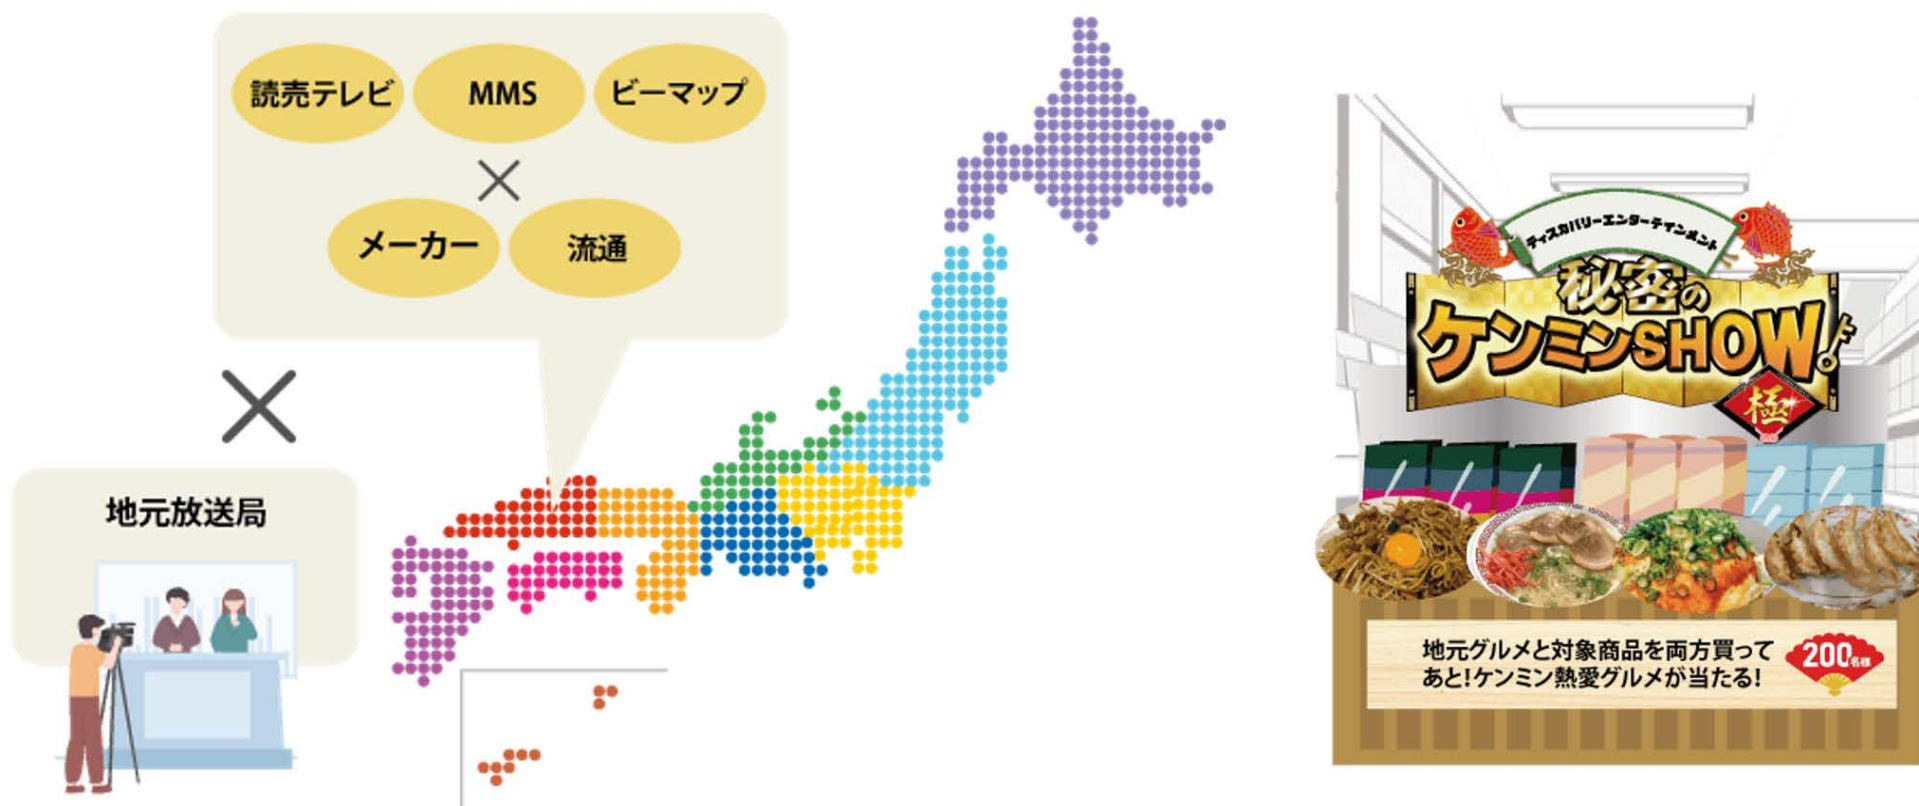 読売テレビ
MMS
ビーマップ
×
メーカー
流通
×
地元放送局
ディスカバリーエンターテインメント
秘密の
ケンミンSHOW!
極
地元グルメと対象商品を両方買って
あと!ケンミン熱愛グルメが当たる!
200名様